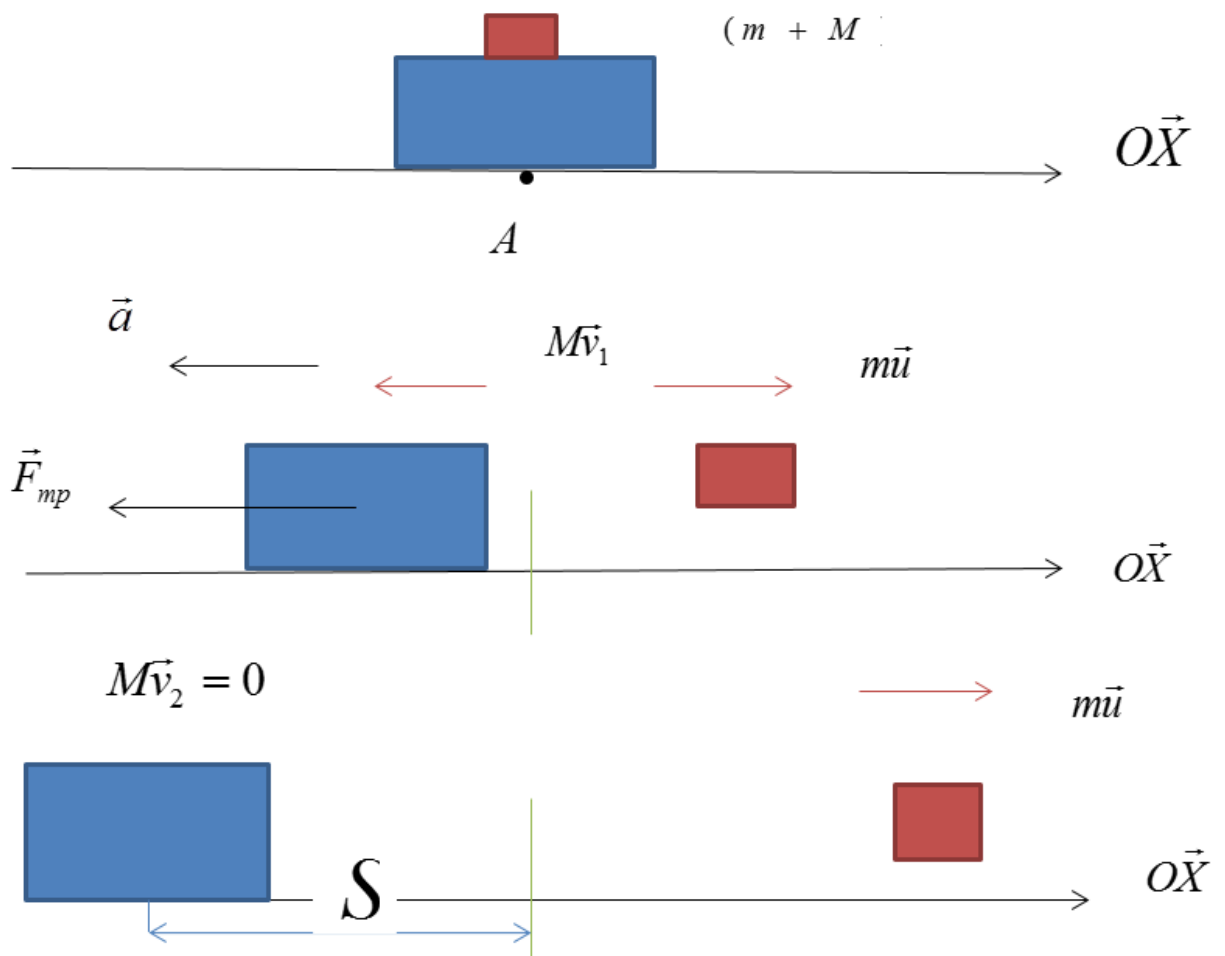 ( m + M
OX⃗
A
a⃗
Mv⃗₁
mu⃗
F⃗ₘₚ
OX⃗
Mv⃗₂ = 0
mu⃗
S
OX⃗